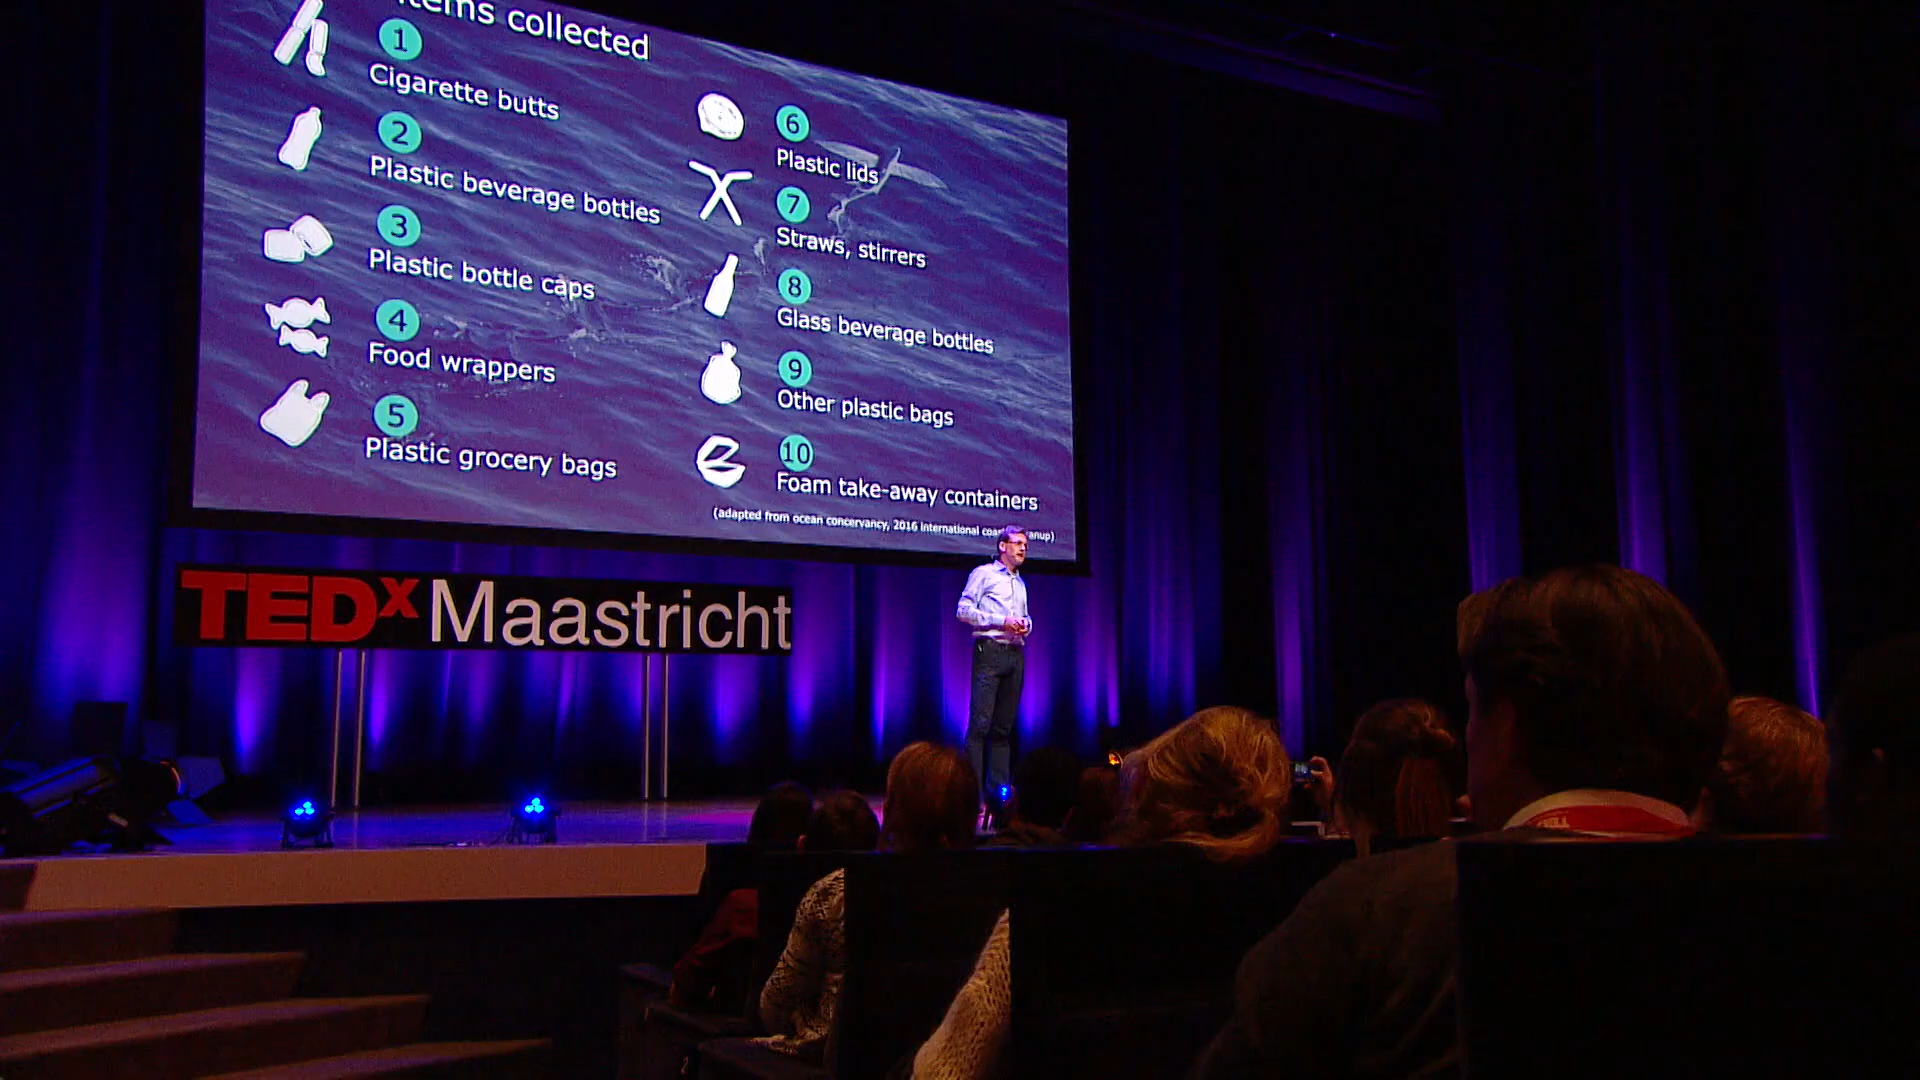 items collected
1
Cigarette butts
2
Plastic beverage bottles
3
Plastic bottle caps
4
Food wrappers
5
Plastic grocery bags
6
Plastic lids
7
Straws, stirrers
8
Glass beverage bottles
9
Other plastic bags
10
Foam take-away containers
(adapted from ocean concervancy, 2016 international
TEDx Maastricht